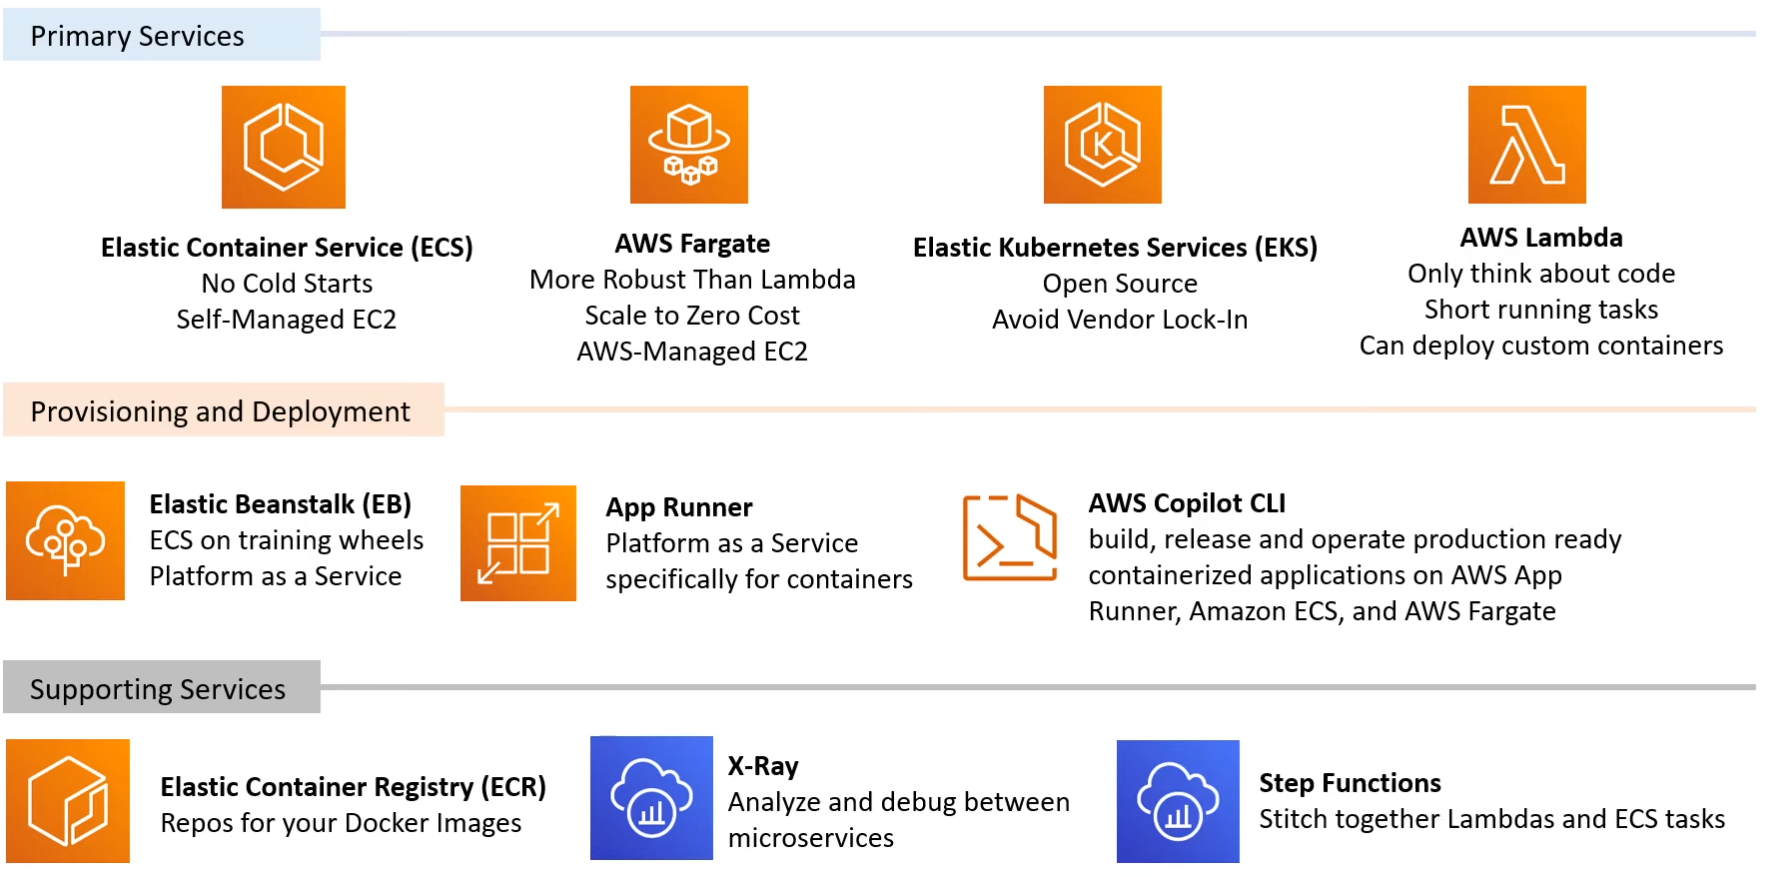 Primary Services
Elastic Container Service (ECS)
No Cold Starts
Self-Managed EC2
AWS Fargate
More Robust Than Lambda
Scale to Zero Cost
AWS-Managed EC2
K
Elastic Kubernetes Services (EKS)
Open Source
Avoid Vendor Lock-In
AWS Lambda
Only think about code
Short running tasks
Can deploy custom containers
Provisioning and Deployment
Elastic Beanstalk (EB)
ECS on training wheels
Platform as a Service
App Runner
Platform as a Service
specifically for containers
AWS Copilot CLI
build, release and operate production ready
containerized applications on AWS App
Runner, Amazon ECS, and AWS Fargate
Supporting Services
Elastic Container Registry (ECR)
Repos for your Docker Images
X-Ray
Analyze and debug between
microservices
Step Functions
Stitch together Lambdas and ECS tasks